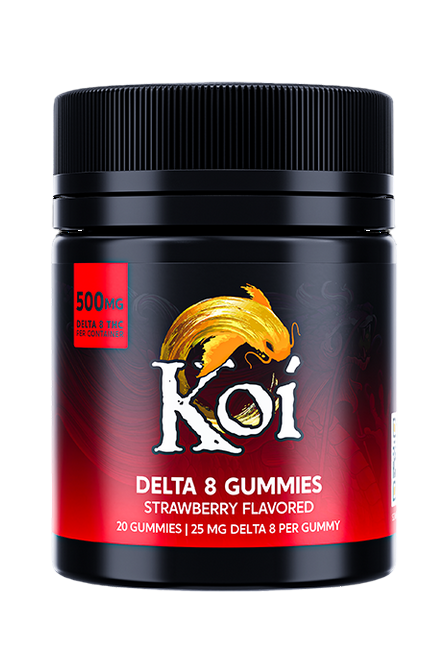 500MG
DELTA 8 THC
PER CONTAINER
Koi
DELTA 8 GUMMIES
STRAWBERRY FLAVORED
20 GUMMIES | 25 MG DELTA 8 PER GUMMY